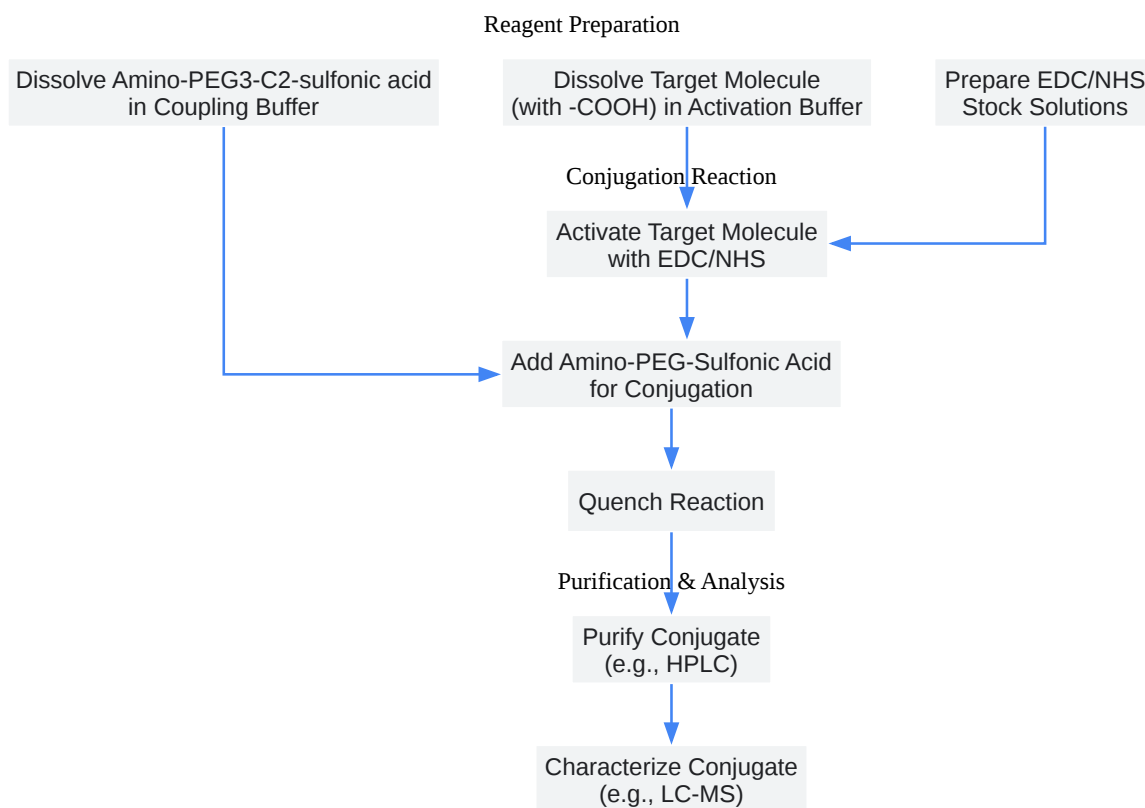 Reagent Preparation
Dissolve Amino-PEG3-C2-sulfonic acid
in Coupling Buffer
Dissolve Target Molecule
(with -COOH) in Activation Buffer
Prepare EDC/NHS
Stock Solutions
Conjugation Reaction
Activate Target Molecule
with EDC/NHS
Add Amino-PEG-Sulfonic Acid
for Conjugation
Quench Reaction
Purification & Analysis
Purify Conjugate
(e.g., HPLC)
Characterize Conjugate
(e.g., LC-MS)